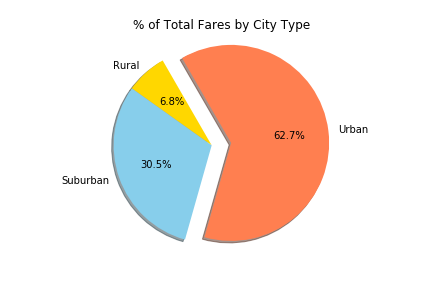 % of Total Fares by City Type
Rural
6.8%
Urban
62.7%
30.5%
Suburban